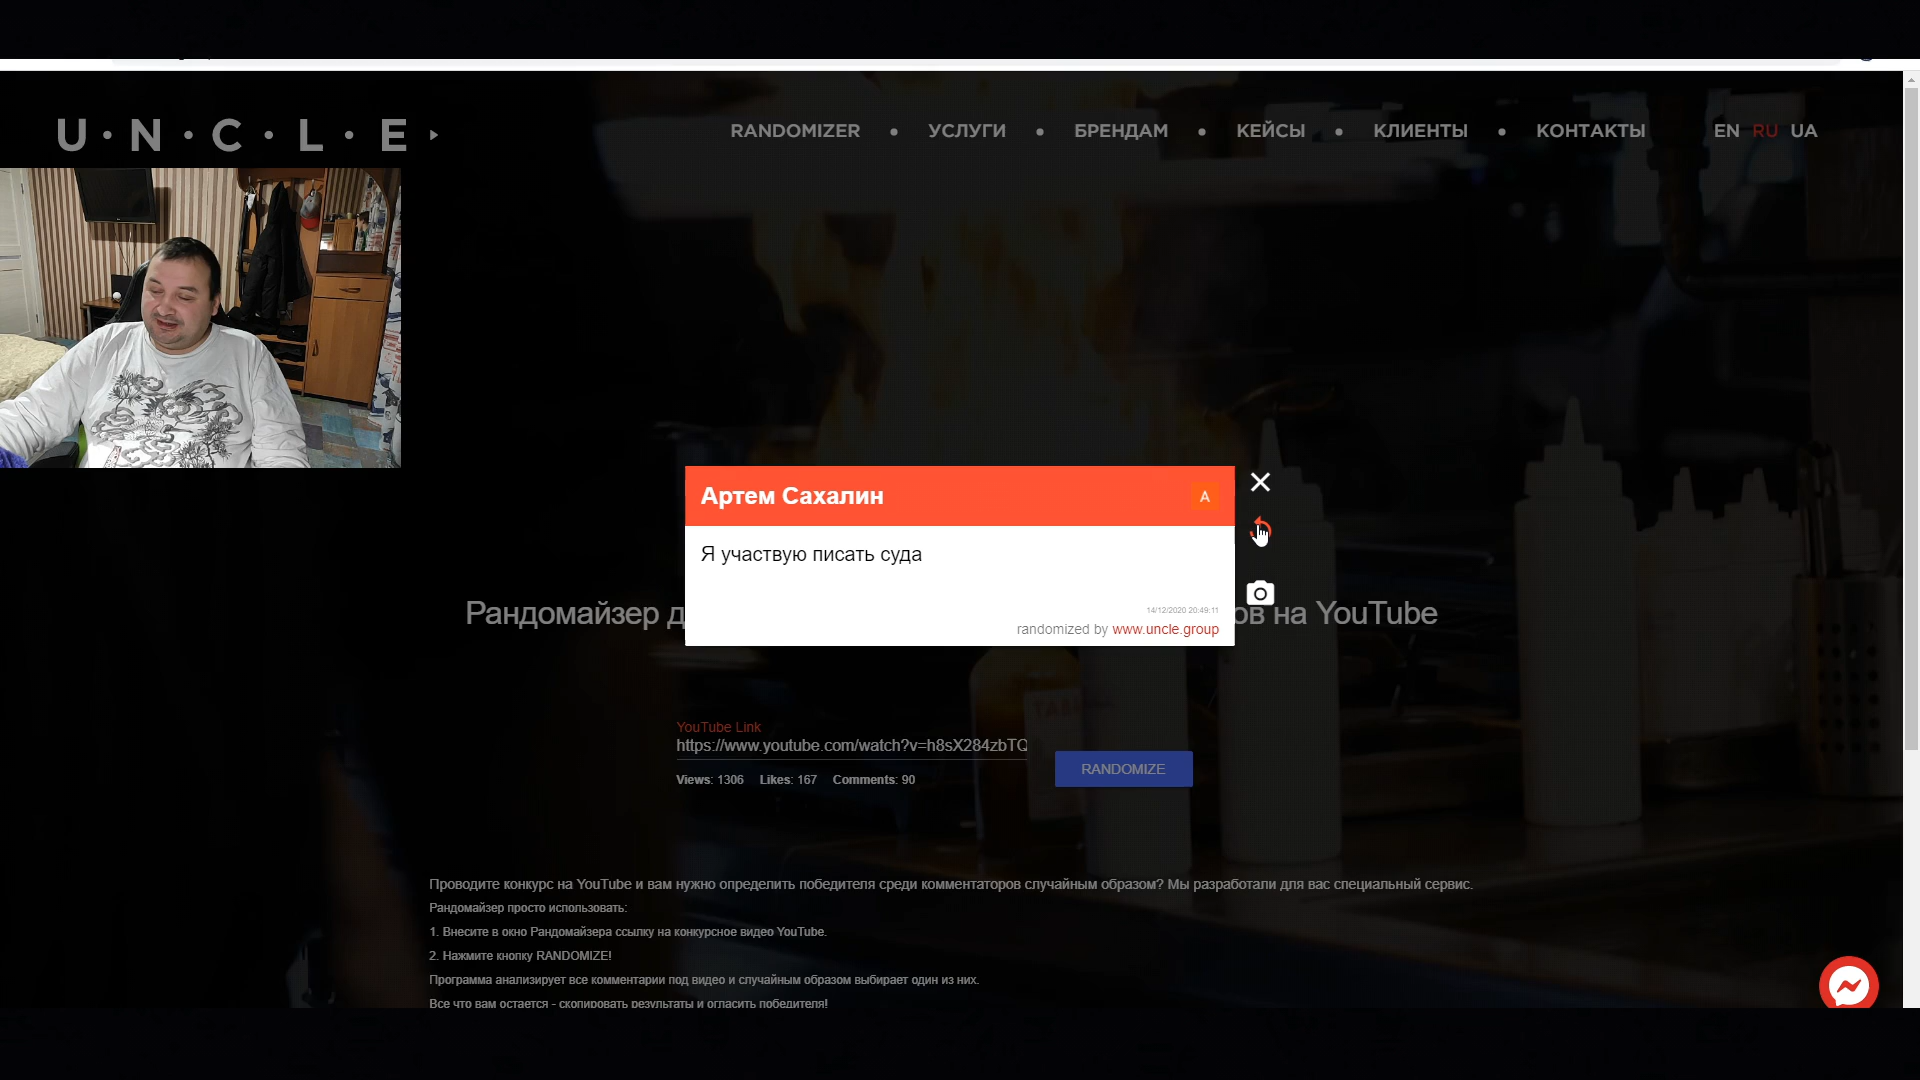 U·N·C·L·E
RANDOMIZER • УСЛУГИ • БРЕНДАМ • КЕЙСЫ • КЛИЕНТЫ • КОНТАКТЫ EN RU UA
Артем Сахалин A
Я участвую писать суда
14/12/2020 20:49:11
Рандомайзер ов на YouTube
randomized by www.uncle.group
YouTube Link
https://www.youtube.com/watch?v=h8sX284zbTQ
RANDOMIZE
Views: 1306 Likes: 167 Comments: 90
Проводите конкурс на YouTube и вам нужно определить победителя среди комментаторов случайным образом? Мы разработали для вас специальный сервис.
Рандомайзер просто использовать:
1. Внесите в окно Рандомайзера ссылку на конкурсное видео YouTube.
2. Нажмите кнопку RANDOMIZE!
Программа анализирует все комментарии под видео и случайным образом выбирает один из них.
Все что вам остается - скопировать результаты и огласить победителя!